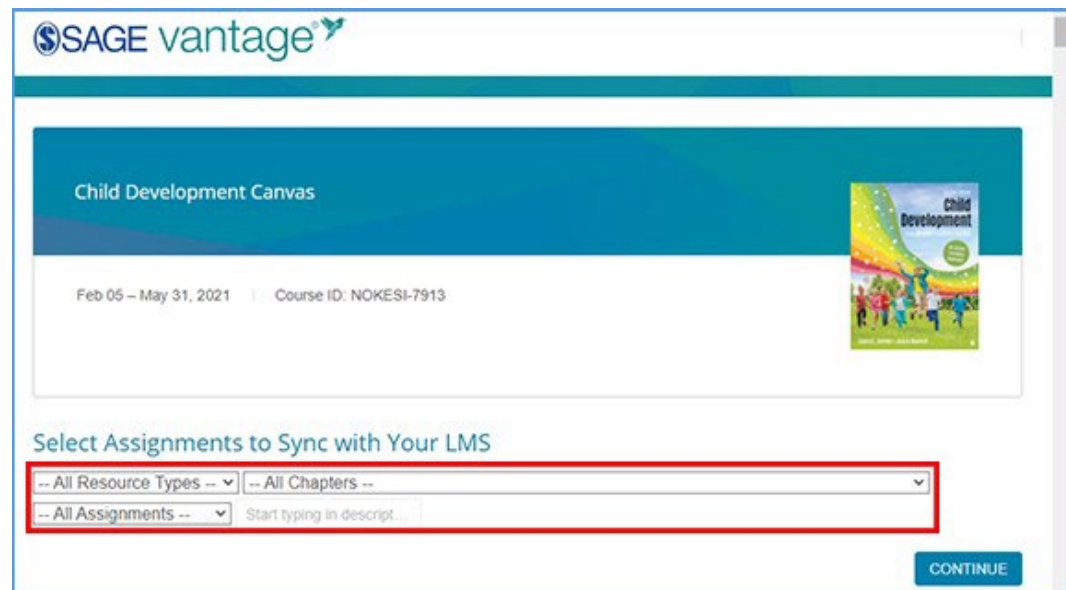 SAGE vantage
Child Development Canvas
Child
Development
Feb 05 – May 31, 2021 Course ID: NOKESI-7913
Select Assignments to Sync with Your LMS
-- All Resource Types -- -- All Chapters --
-- All Assignments -- Start typing in descript...
CONTINUE